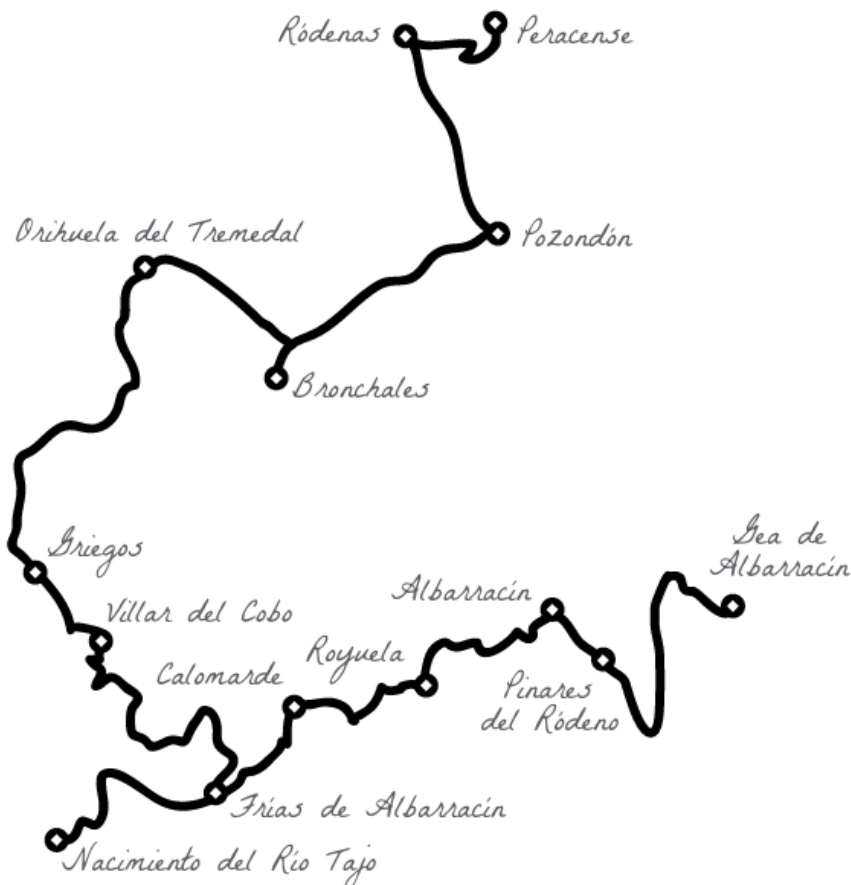 Ródenas
Peracense
Orihuela del Tremedal
Pozondón
Bronchales
Griegos
Gea de
Albarracín
Villar del Cobo
Albarracín
Royuela
Calomarde
Pinares
del Ródeno
Frías de Albarracín
Nacimiento del Río Tajo